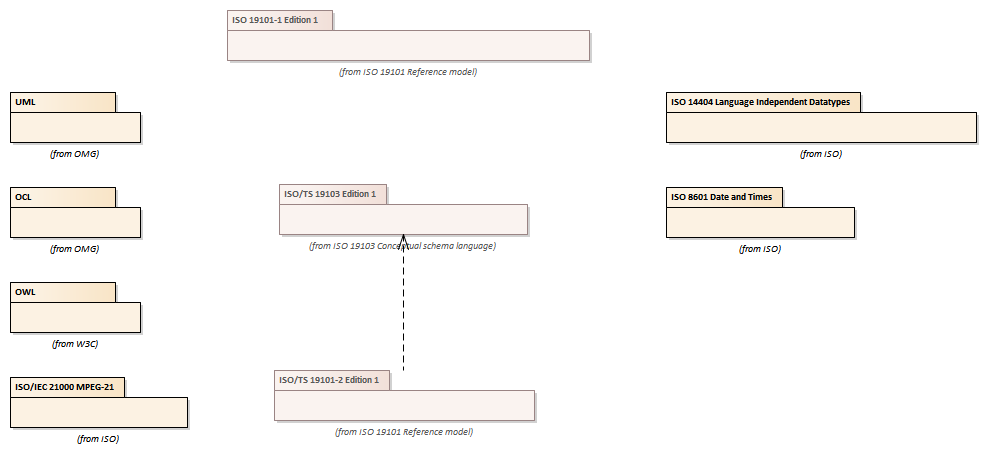 ISO 19101-1 Edition 1
(from ISO 19101 Reference model)
UML
(from OMG)
ISO 14404 Language Independent Datatypes
(from ISO)
OCL
(from OMG)
ISO/TS 19103 Edition 1
(from ISO 19103 Conceptual schema language)
ISO 8601 Date and Times
(from ISO)
OWL
(from W3C)
ISO/IEC 21000 MPEG-21
(from ISO)
ISO/TS 19101-2 Edition 1
(from ISO 19101 Reference model)